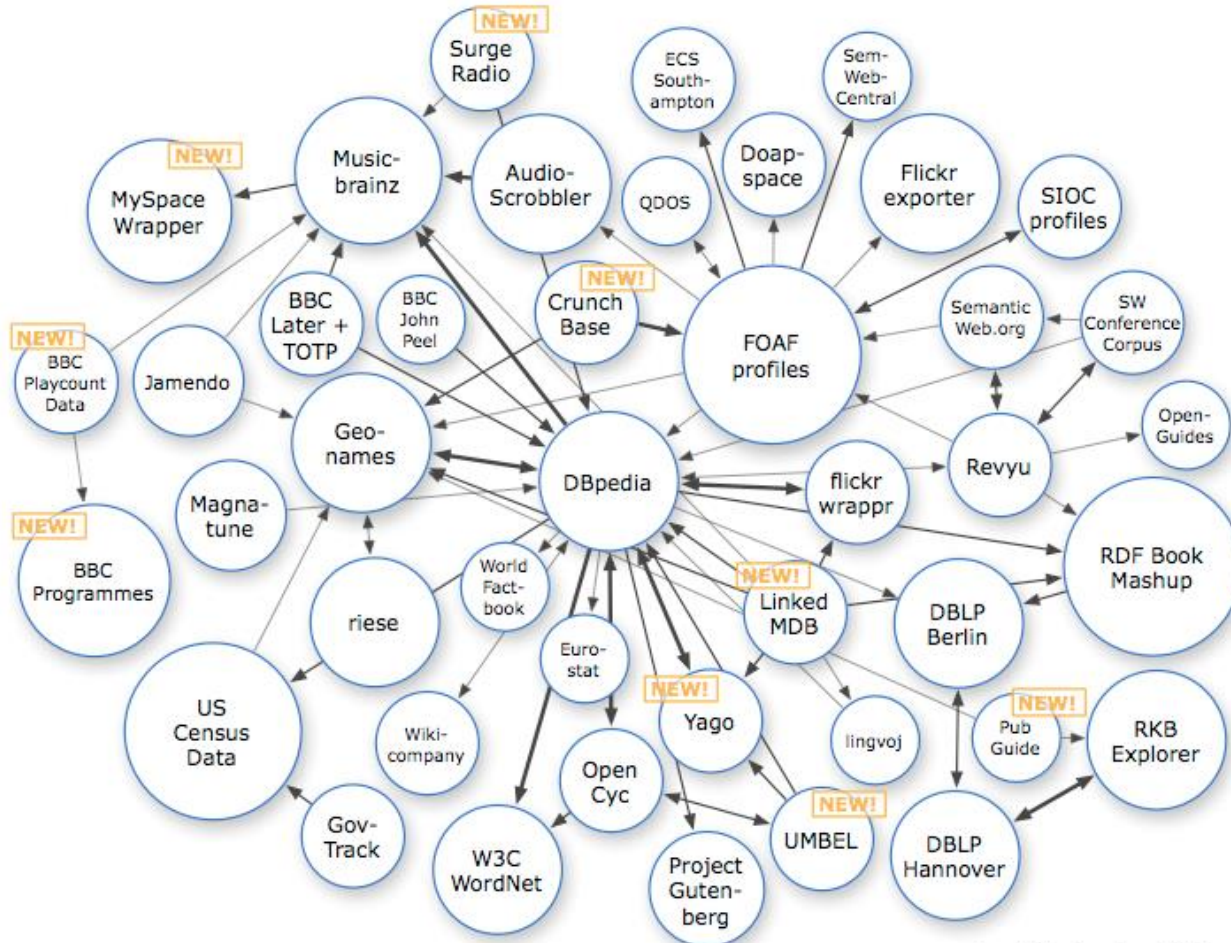 NEW!
Surge
Radio
ECS
South-
ampton
Sem-
Web-
Central
NEW!
MySpace
Wrapper
Music-
brainz
Audio-
Scrobbler
QDOS
Doap-
space
Flickr
exporter
SIOC
profiles
NEW!
BBC
Playcount
Data
Jamendo
BBC
Later +
TOTP
BBC
John
Peel
NEW!
Crunch
Base
FOAF
profiles
Semantic
Web.org
SW
Conference
Corpus
Geo-
names
DBpedia
flickr
wrappr
Revyu
Open-
Guides
Magna-
tune
NEW!
BBC
Programmes
riese
World
Fact-
book
Euro-
stat
NEW!
Linked
MDB
DBLP
Berlin
RDF Book
Mashup
US
Census
Data
Wiki-
company
NEW!
Yago
lingvoj
NEW!
Pub
Guide
RKB
Explorer
Gov-
Track
W3C
WordNet
Open
Cyc
Project
Guten-
berg
NEW!
UMBEL
DBLP
Hannover